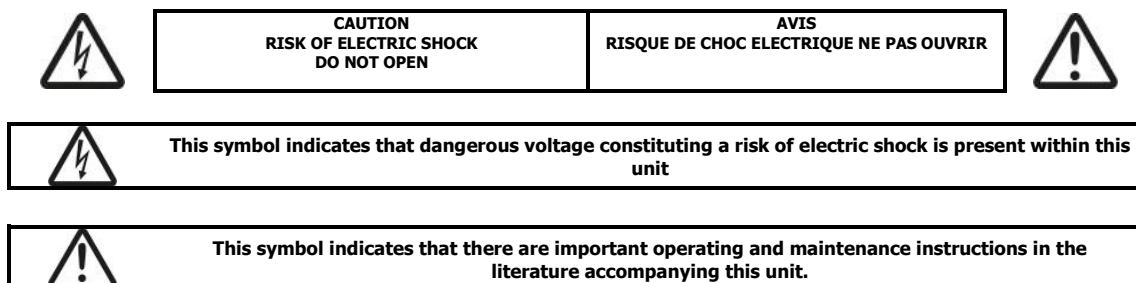 CAUTION
RISK OF ELECTRIC SHOCK
DO NOT OPEN
AVIS
RISQUE DE CHOC ELECTRIQUE NE PAS OUVRIR
This symbol indicates that dangerous voltage constituting a risk of electric shock is present within this
unit
This symbol indicates that there are important operating and maintenance instructions in the
literature accompanying this unit.